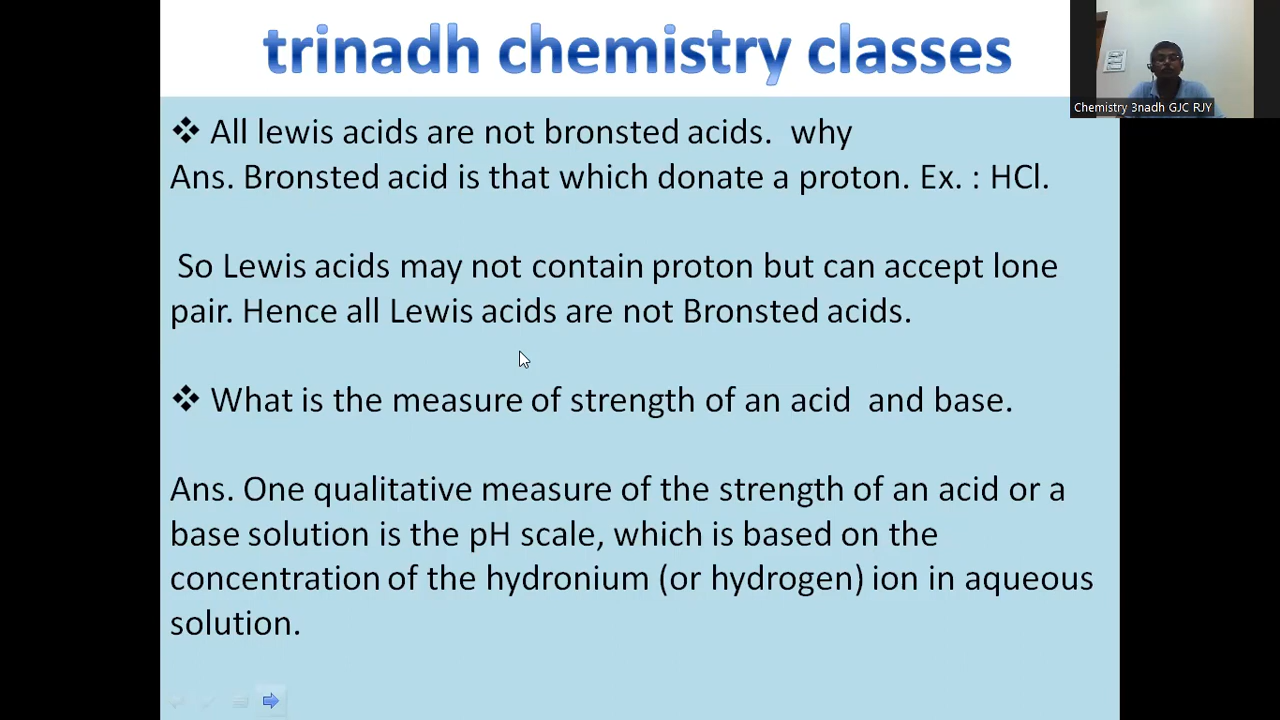 trinadh chemistry classes
Chemistry 3nadh GJC RJY
❖ All lewis acids are not bronsted acids.  why
Ans. Bronsted acid is that which donate a proton. Ex. : HCl.
So Lewis acids may not contain proton but can accept lone
pair. Hence all Lewis acids are not Bronsted acids.
❖ What is the measure of strength of an acid  and base.
Ans. One qualitative measure of the strength of an acid or a
base solution is the pH scale, which is based on the
concentration of the hydronium (or hydrogen) ion in aqueous
solution.